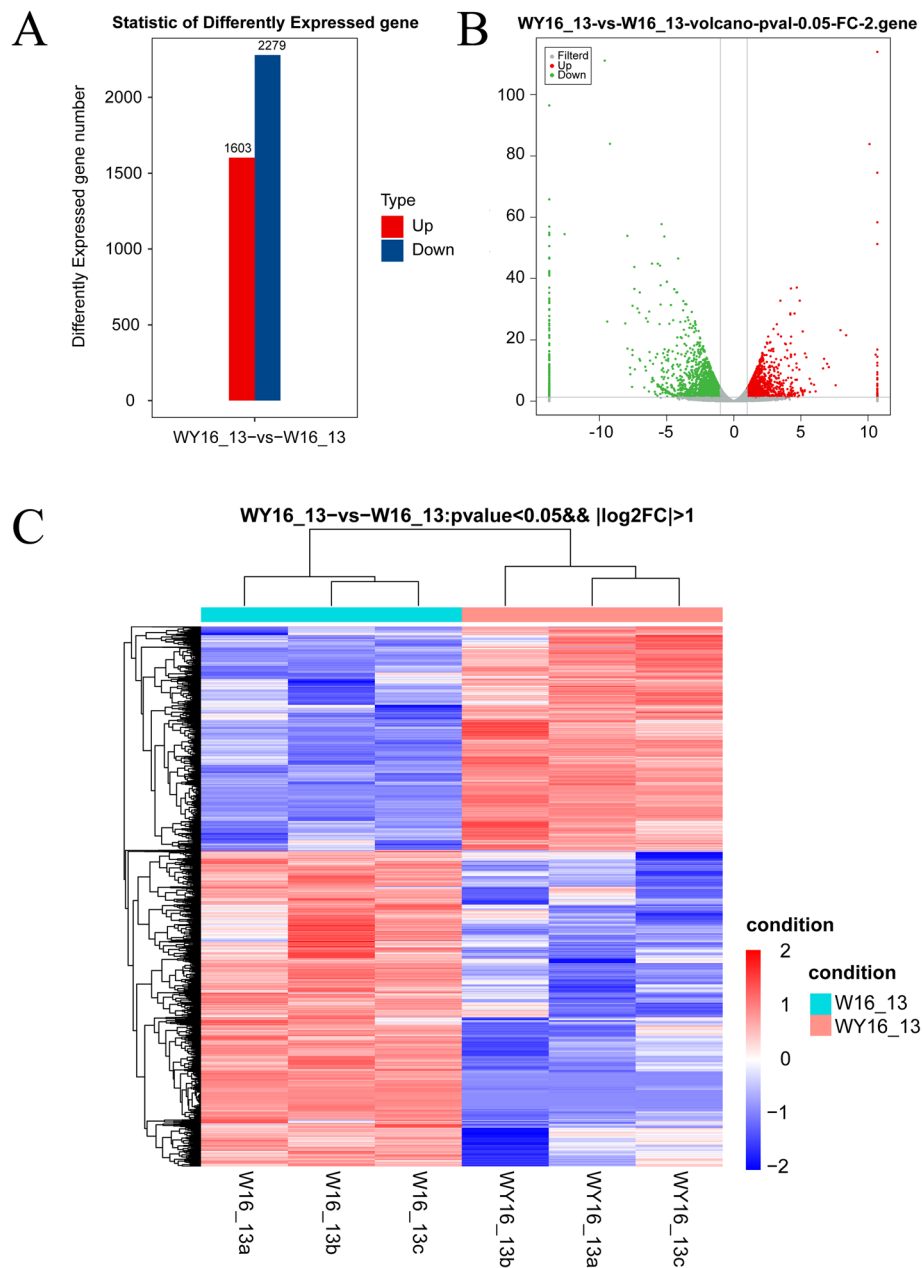 A
Statistic of Differently Expressed gene
2279
1603
2000
1500
1000
500
0
Differently Expressed gene number
WY16_13−vs−W16_13
Type
Up
Down
B
WY16_13-vs-W16_13-volcano-pval-0.05-FC-2.gene
Filterd
Up
Down
100
80
60
40
20
0
-10
-5
0
5
10
C
WY16_13−vs−W16_13:pvalue<0.05&& |log2FC|>1
condition
2
1
0
−1
−2
condition
W16_13
WY16_13
W16_13a
W16_13b
W16_13c
WY16_13b
WY16_13a
WY16_13c